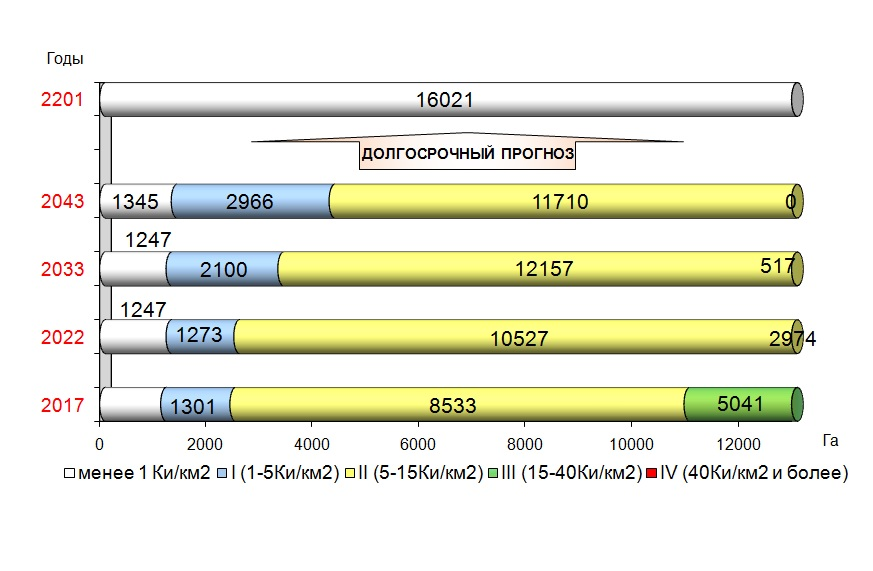 Годы
2201
16021
ДОЛГОСРОЧНЫЙ ПРОГНОЗ
2043
1345 2966 11710 0
1247
2033
2100 12157 517
1247
2022
1273 10527 2974
2017
1301 8533 5041
0 2000 4000 6000 8000 10000 12000 Га
менее 1 Ки/км2 I (1-5Ки/км2) II (5-15Ки/км2) III (15-40Ки/км2) IV (40Ки/км2 и более)